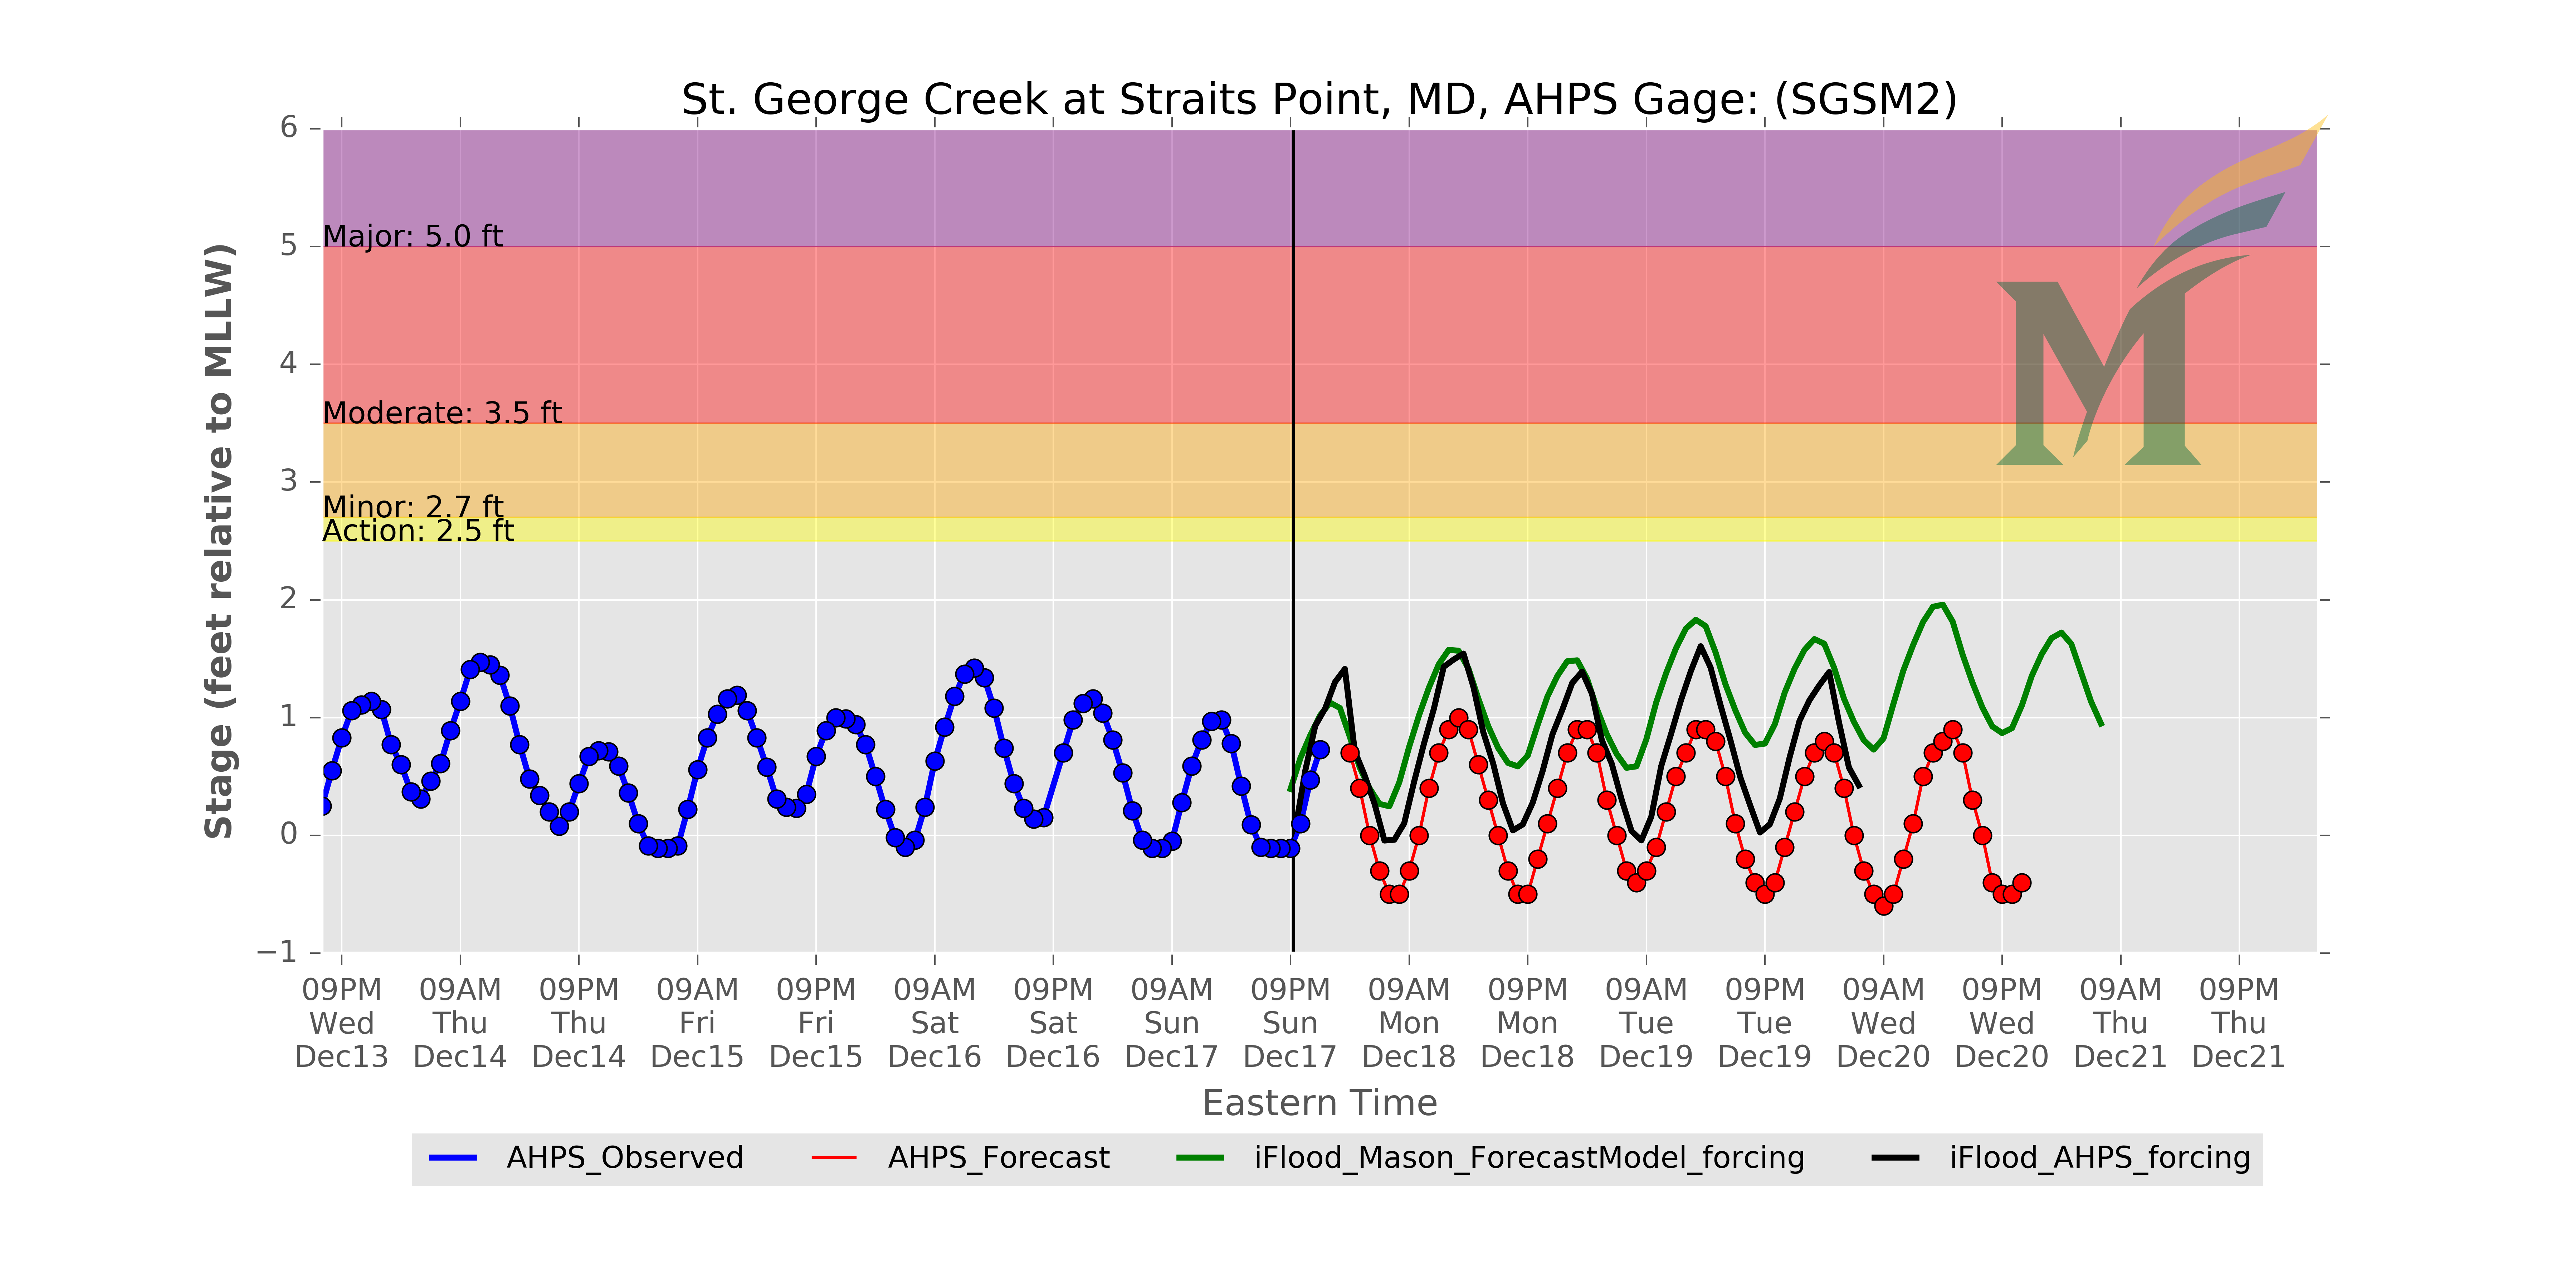 St. George Creek at Straits Point, MD, AHPS Gage: (SGSM2)
Stage (feet relative to MLLW)
6
5
4
3
2
1
0
−1
Major: 5.0 ft
Moderate: 3.5 ft
Minor: 2.7 ft
Action: 2.5 ft
M
09PM 09AM 09PM 09AM 09PM 09AM 09PM 09AM 09PM 09AM 09PM 09AM 09PM 09AM 09PM 09AM 09PM
Wed Thu Thu Fri Fri Sat Sat Sun Sun Mon Mon Tue Tue Wed Wed Thu Thu
Dec13 Dec14 Dec14 Dec15 Dec15 Dec16 Dec16 Dec17 Dec17 Dec18 Dec18 Dec19 Dec19 Dec20 Dec20 Dec21 Dec21
Eastern Time
AHPS_Observed AHPS_Forecast iFlood_Mason_ForecastModel_forcing iFlood_AHPS_forcing